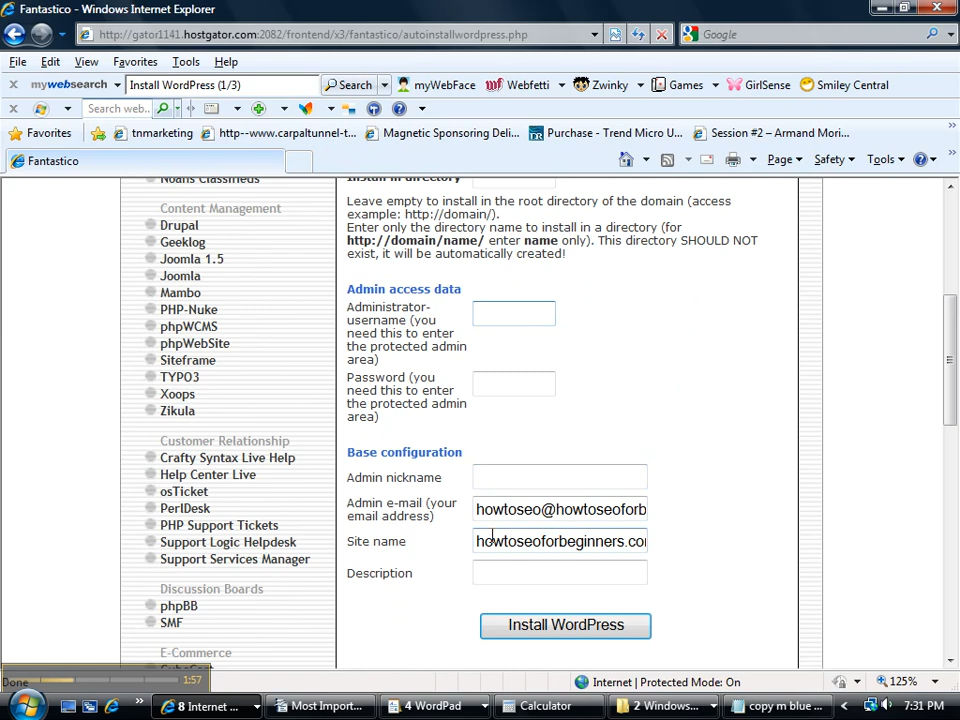 Fantastico - Windows Internet Explorer
http://gator1141.hostgator.com:2082/frontend/x3/fantastico/autoinstallwordpress.php
Google
File Edit View Favorites Tools Help
mywebsearch Install WordPress (1/3) Search myWebFace Webfetti Zwinky Games GirlSense Smiley Central
Search web...
Favorites tnmarketing http--www.carpaltunnel-t... Magnetic Sponsoring Deli... Purchase - Trend Micro U... Session #2 – Armand Mori...
Fantastico
Page Safety Tools
Noahs Classifieds
Content Management
Drupal
Geeklog
Joomla 1.5
Joomla
Mambo
PHP-Nuke
phpWCMS
phpWebSite
Siteframe
TYPO3
Xoops
Zikula
Customer Relationship
Crafty Syntax Live Help
Help Center Live
osTicket
PerlDesk
PHP Support Tickets
Support Logic Helpdesk
Support Services Manager
Discussion Boards
phpBB
SMF
E-Commerce
Install in directory
Leave empty to install in the root directory of the domain (access
example: http://domain/).
Enter only the directory name to install in a directory (for
http://domain/name/ enter name only). This directory SHOULD NOT
exist, it will be automatically created!
Admin access data
Administrator-
username (you
need this to enter
the protected admin
area)
Password (you
need this to enter
the protected admin
area)
Base configuration
Admin nickname
Admin e-mail (your
email address)
howtoseo@howtoseoforb
Site name
howtoseoforbeginners.co
Description
Install WordPress
Done
1:57
Internet | Protected Mode: On
125%
8 Internet ... Most Impor... 4 WordPad Calculator 2 Windows... copy m blue ... 7:31 PM